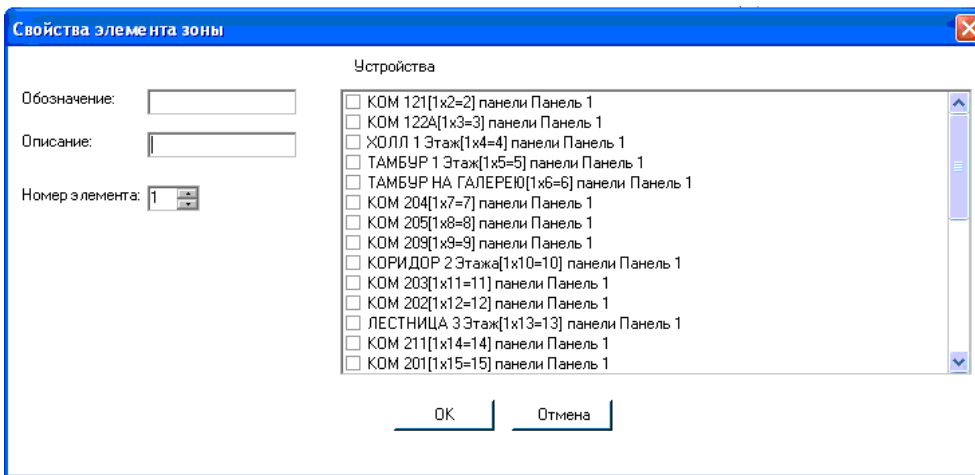 Свойства элемента зоны
Устройства
Обозначение:
Описание:
Номер элемента: 1
КОМ 121[1x2=2] панели Панель 1
КОМ 122А[1x3=3] панели Панель 1
ХОЛЛ 1 Этаж[1x4=4] панели Панель 1
ТАМБУР 1 Этаж[1x5=5] панели Панель 1
ТАМБУР НА ГАЛЕРЕЮ[1x6=6] панели Панель 1
КОМ 204[1x7=7] панели Панель 1
КОМ 205[1x8=8] панели Панель 1
КОМ 209[1x9=9] панели Панель 1
КОРИДОР 2 Этажа[1x10=10] панели Панель 1
КОМ 203[1x11=11] панели Панель 1
КОМ 202[1x12=12] панели Панель 1
ЛЕСТНИЦА 3 Этаж[1x13=13] панели Панель 1
КОМ 211[1x14=14] панели Панель 1
КОМ 201[1x15=15] панели Панель 1
OK
Отмена